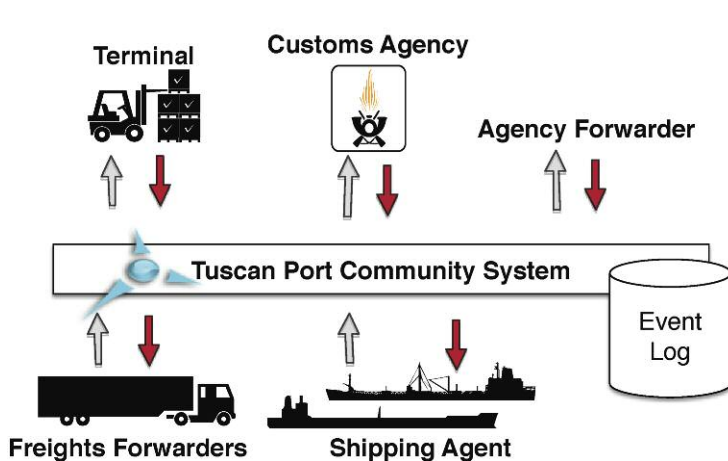 Customs Agency
Terminal
Agency Forwarder
Tuscan Port Community System
Event
Log
Freights Forwarders
Shipping Agent